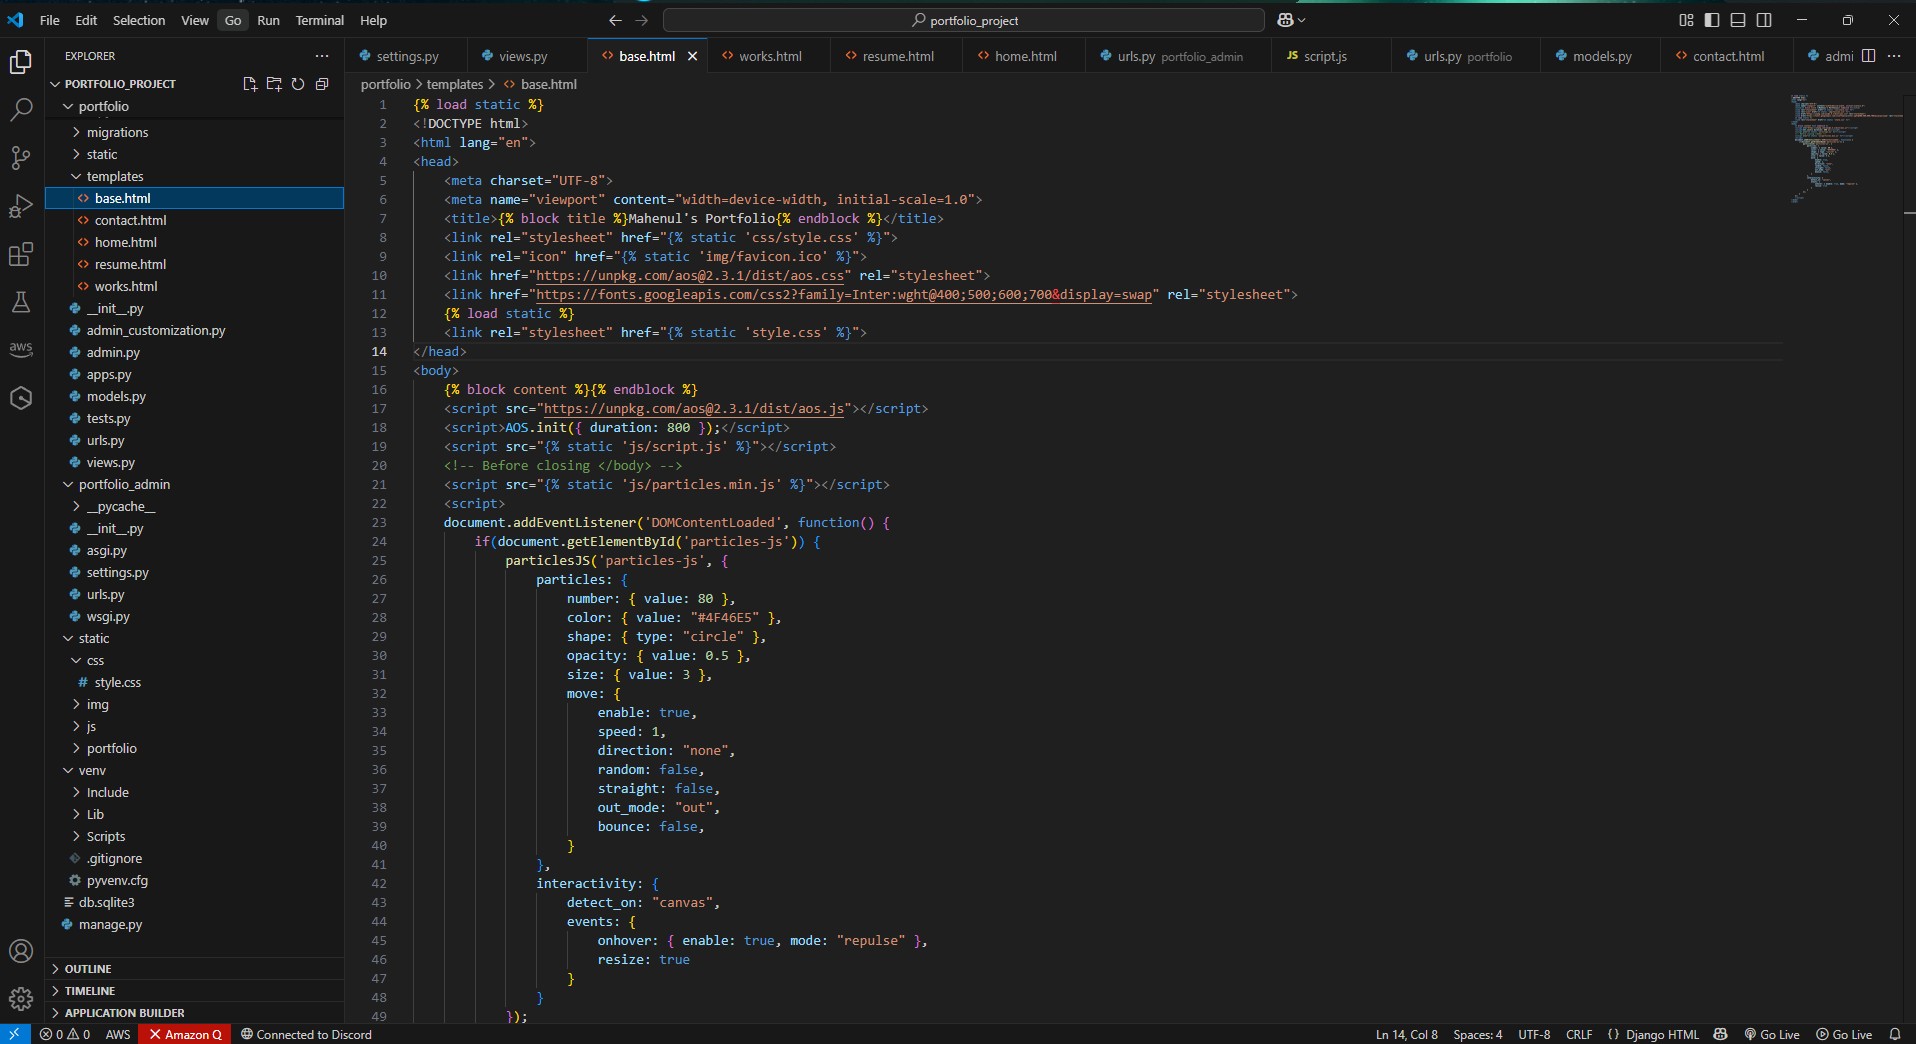 File Edit Selection View Go Run Terminal Help
portfolio_project
EXPLORER
settings.py
views.py
base.html
works.html
resume.html
home.html
urls.py portfolio_admin
JS script.js
urls.py portfolio
models.py
contact.html
admi
PORTFOLIO_PROJECT
portfolio
migrations
static
templates
base.html
contact.html
home.html
resume.html
works.html
__init__.py
admin_customization.py
admin.py
apps.py
models.py
tests.py
urls.py
views.py
portfolio_admin
__pycache__
__init__.py
asgi.py
settings.py
urls.py
wsgi.py
static
css
# style.css
img
js
portfolio
venv
Include
Lib
Scripts
.gitignore
pyvenv.cfg
db.sqlite3
manage.py
OUTLINE
TIMELINE
APPLICATION BUILDER
aws
portfolio > templates > base.html
1 {% load static %}
2 <!DOCTYPE html>
3 <html lang="en">
4 <head>
5 <meta charset="UTF-8">
6 <meta name="viewport" content="width=device-width, initial-scale=1.0">
7 <title>{% block title %}Mahenul's Portfolio{% endblock %}</title>
8 <link rel="stylesheet" href="{% static 'css/style.css' %}">
9 <link rel="icon" href="{% static 'img/favicon.ico' %}">
10 <link href="https://unpkg.com/aos@2.3.1/dist/aos.css" rel="stylesheet">
11 <link href="https://fonts.googleapis.com/css2?family=Inter:wght@400;500;600;700&display=swap" rel="stylesheet">
12 {% load static %}
13 <link rel="stylesheet" href="{% static 'style.css' %}">
14 </head>
15 <body>
16 {% block content %}{% endblock %}
17 <script src="https://unpkg.com/aos@2.3.1/dist/aos.js"></script>
18 <script>AOS.init({ duration: 800 });</script>
19 <script src="{% static 'js/script.js' %}"></script>
20 <!-- Before closing </body> -->
21 <script src="{% static 'js/particles.min.js' %}"></script>
22 <script>
23 document.addEventListener('DOMContentLoaded', function() {
24 if(document.getElementById('particles-js')) {
25 particlesJS('particles-js', {
26 particles: {
27 number: { value: 80 },
28 color: { value: "#4F46E5" },
29 shape: { type: "circle" },
30 opacity: { value: 0.5 },
31 size: { value: 3 },
32 move: {
33 enable: true,
34 speed: 1,
35 direction: "none",
36 random: false,
37 straight: false,
38 out_mode: "out",
39 bounce: false,
40 }
41 },
42 interactivity: {
43 detect_on: "canvas",
44 events: {
45 onhover: { enable: true, mode: "repulse" },
46 resize: true
47 }
48 }
49 });
0 0 AWS Amazon Q Connected to Discord
Ln 14, Col 8 Spaces: 4 UTF-8 CRLF {} Django HTML Go Live Go Live